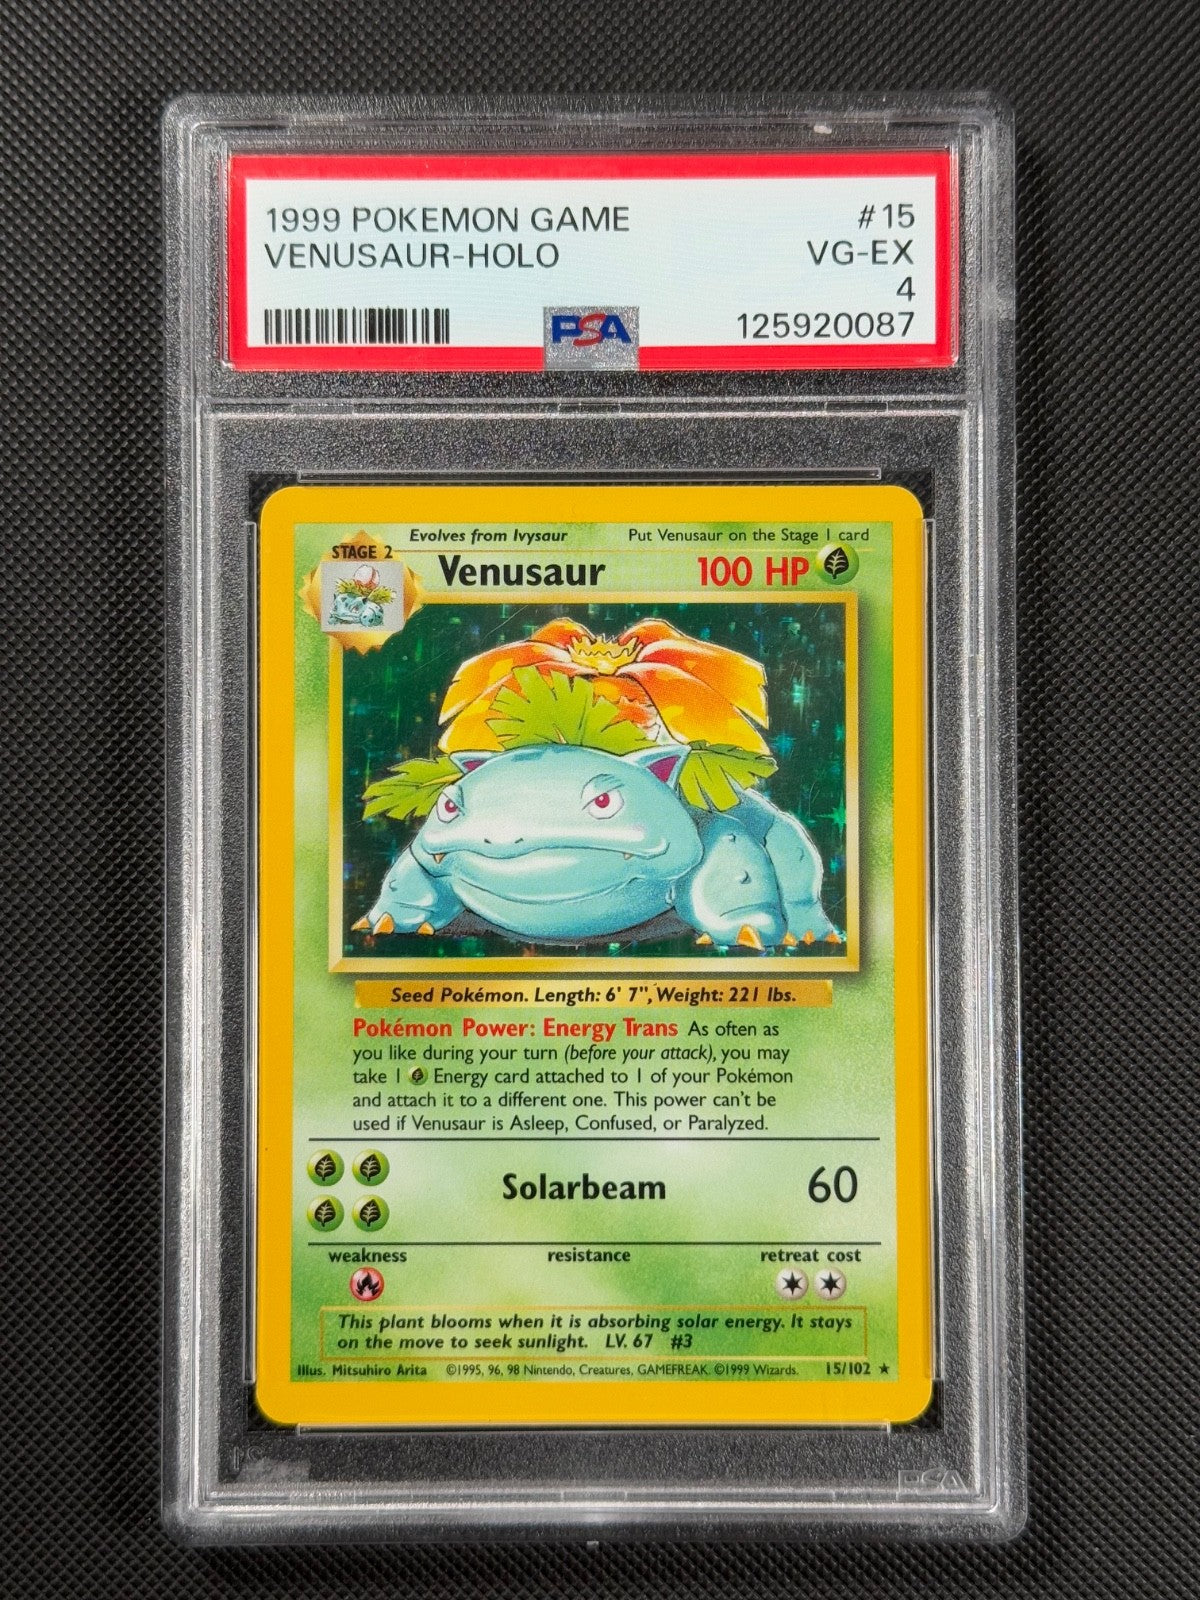 1999 POKEMON GAME #15
VENUSAUR-HOLO VG-EX
4
PSA 125920087
Evolves from Ivysaur Put Venusaur on the Stage 1 card
STAGE 2
Venusaur 100 HP
Seed Pokémon. Length: 6' 7", Weight: 221 lbs.
Pokémon Power: Energy Trans As often as
you like during your turn (before your attack), you may
take 1 Energy card attached to 1 of your Pokémon
and attach it to a different one. This power can't be
used if Venusaur is Asleep, Confused, or Paralyzed.
Solarbeam 60
weakness resistance retreat cost
This plant blooms when it is absorbing solar energy. It stays
on the move to seek sunlight. LV. 67 #3
Illus. Mitsuhiro Arita ©1995, 96, 98 Nintendo, Creatures, GAMEFREAK. ©1999 Wizards. 15/102 ★
PSA